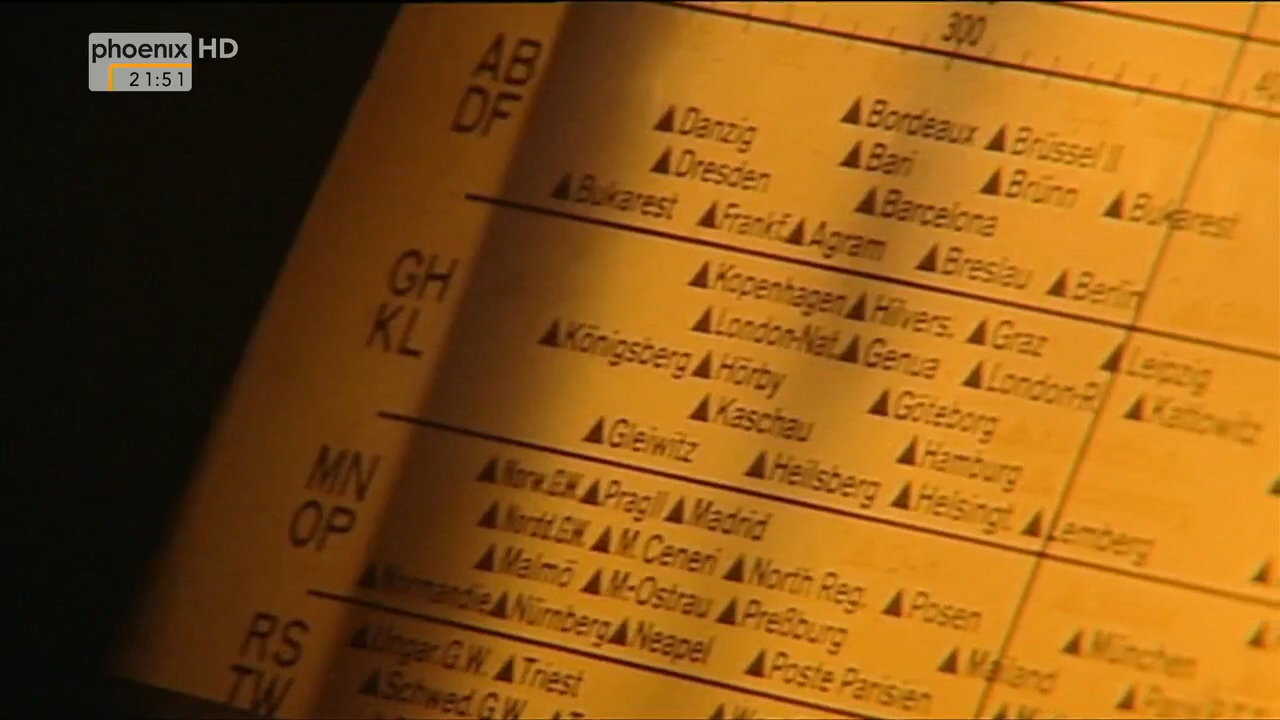 phoenix HD
21:51
300
AB
DF
▲Danzig ▲Bordeaux ▲Brüssel II
▲Dresden ▲Bari ▲Brünn ▲Bukarest
▲Bukarest ▲Frankf. ▲Agram ▲Barcelona ▲Breslau ▲Berlin
GH
KL
▲Kopenhagen ▲Hilvers. ▲Graz ▲Leipzig
▲London-Nat. ▲Genua ▲London-R. ▲Kattowitz
▲Königsberg ▲Hörby ▲Göteborg
▲Kaschau ▲Hamburg
▲Gleiwitz ▲Heilsberg ▲Helsingf. ▲Lemberg
MN
OP
▲Norw.G.W. ▲Prag II ▲Madrid
▲Nordd.G.W. ▲M. Ceneri ▲North Reg. ▲Posen ▲München
▲Malmö ▲M.-Ostrau ▲Preßburg ▲Mailand
▲Normandie ▲Nürnberg ▲Neapel ▲Poste Parisien
RS
TW
▲Ungar.G.W. ▲Triest
▲Schwed.G.W.